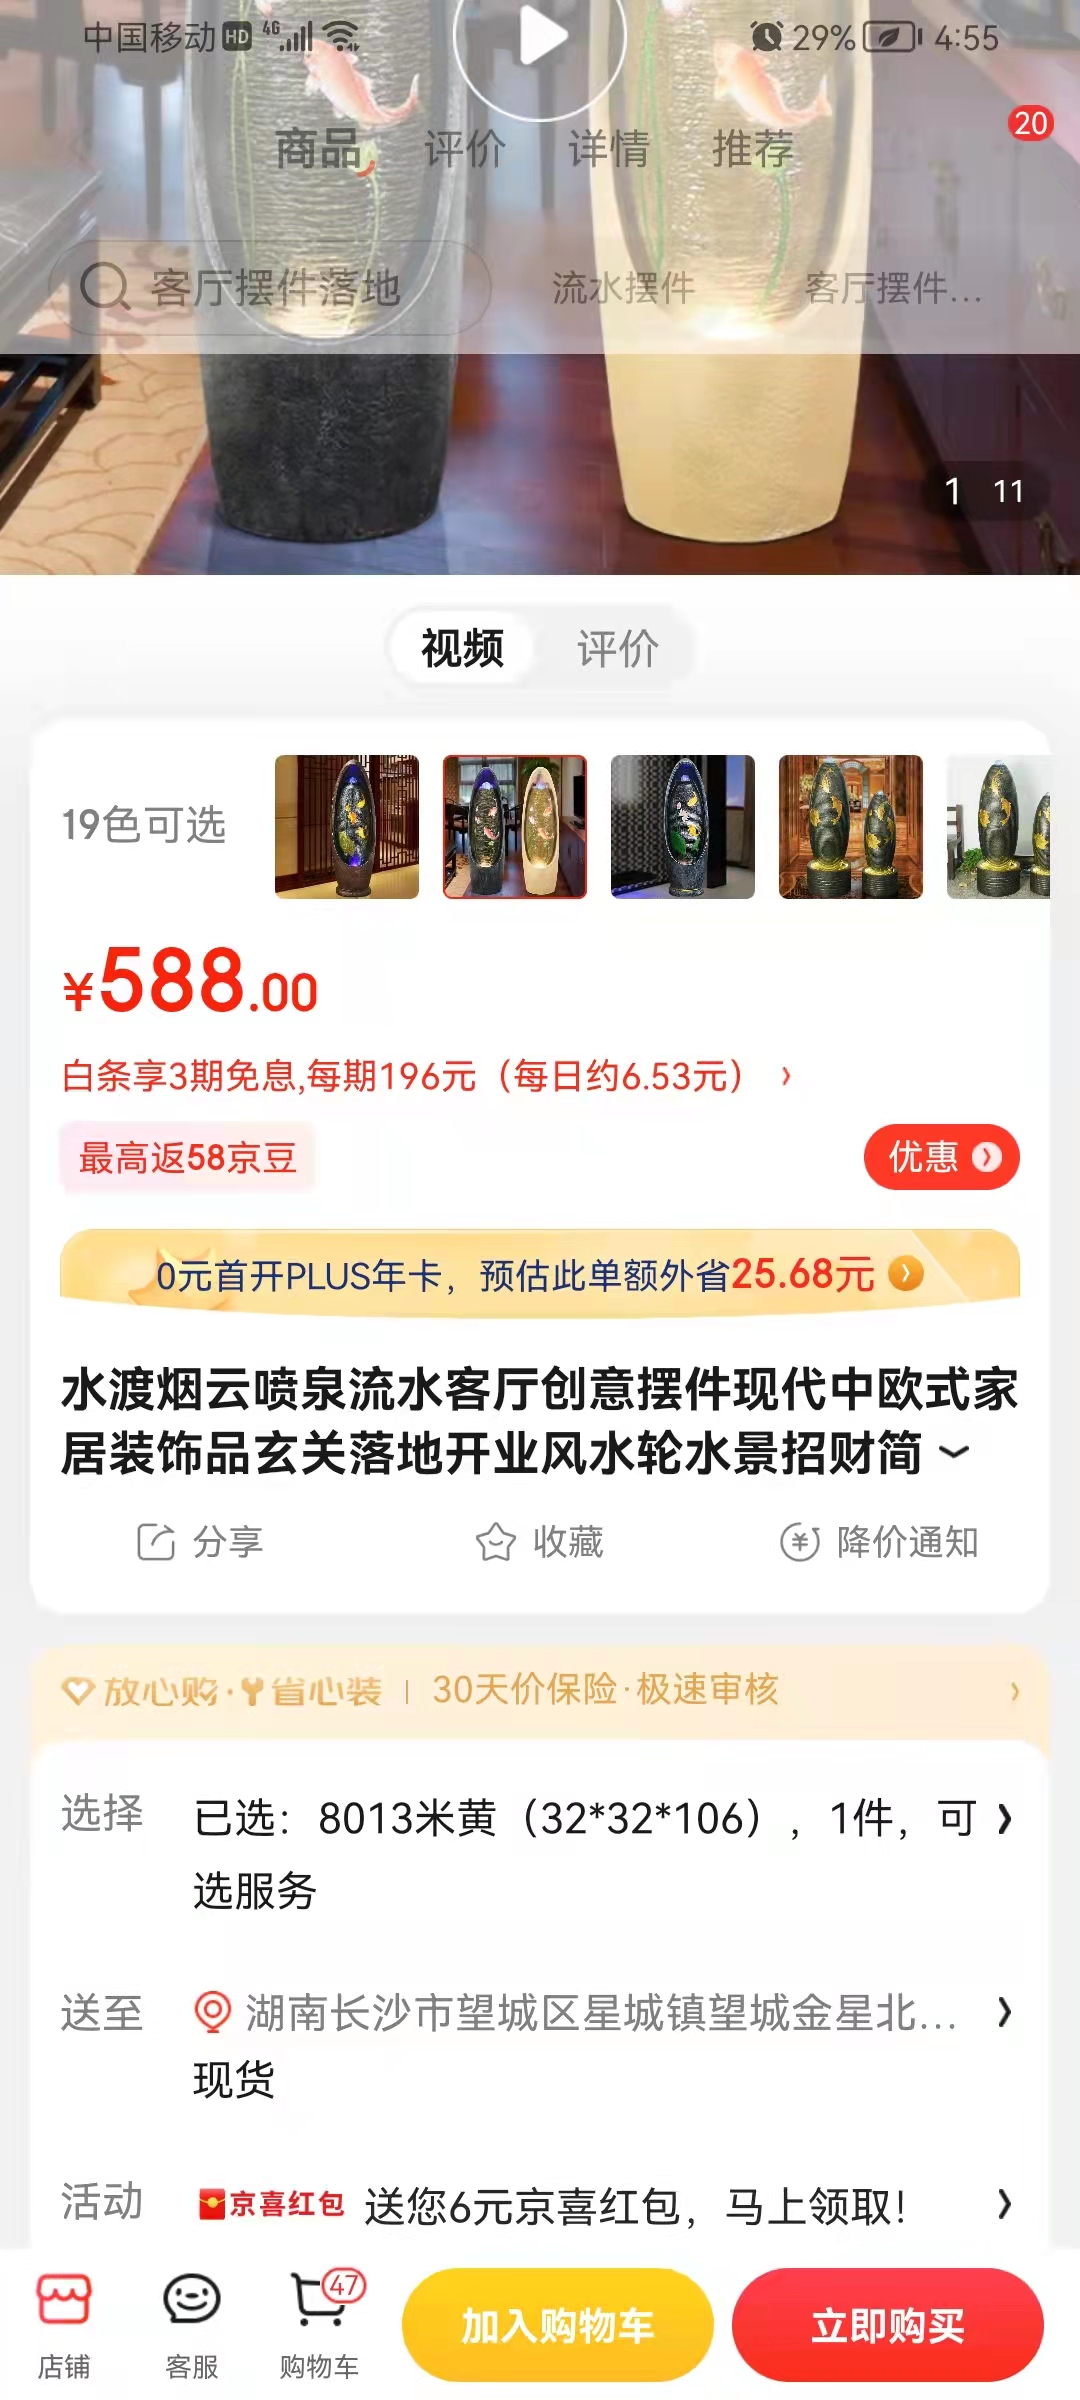 中国移动 HD 4G 29% 4:55
商品 评价 详情 推荐 20
客厅摆件落地 流水摆件 客厅摆件...
1 11
视频 评价
19色可选
¥588.00
白条享3期免息,每期196元（每日约6.53元） ›
最高返58京豆 优惠
0元首开PLUS年卡，预估此单额外省25.68元
水渡烟云喷泉流水客厅创意摆件现代中欧式家
居装饰品玄关落地开业风水轮水景招财简
分享 收藏 降价通知
放心购·省心装 | 30天价保险·极速审核
选择 已选：8013米黄（32*32*106），1件，可
选服务
送至 湖南长沙市望城区星城镇望城金星北...
现货
活动 京喜红包 送您6元京喜红包，马上领取！
47
店铺 客服 购物车 加入购物车 立即购买